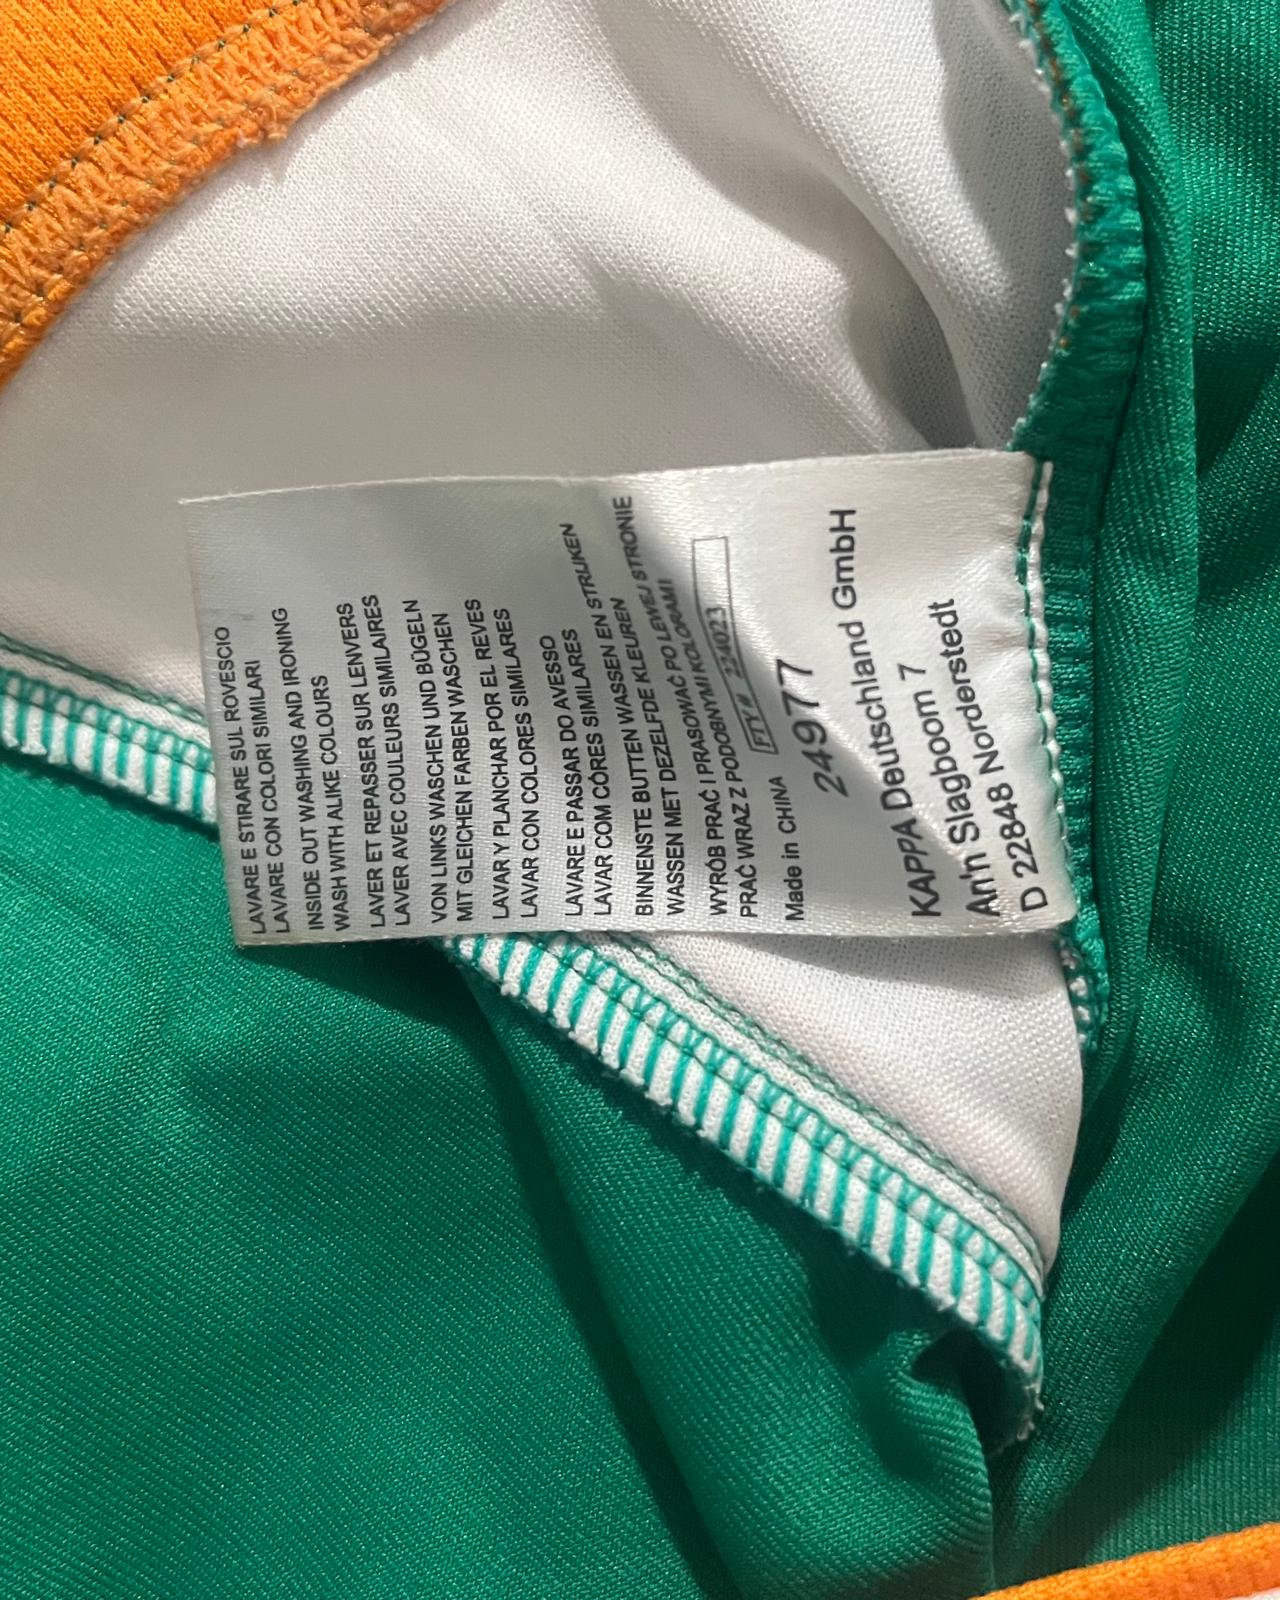 LAVARE E STIRARE SUL ROVESCIO
LAVARE CON COLORI SIMILARI
INSIDE OUT WASHING AND IRONING
WASH WITH ALIKE COLOURS
LAVER ET REPASSER SUR LENVERS
LAVER AVEC COULEURS SIMILAIRES
VON LINKS WASCHEN UND BÜGELN
MIT GLEICHEN FARBEN WASCHEN
LAVAR Y PLANCHAR POR EL REVES
LAVAR CON COLORES SIMILARES
LAVARE E PASSAR DO AVESSO
LAVAR COM CÓRES SIMILARES
BINNENSTE BUTTEN WASSEN EN STRIJKEN
WASSEN MET DEZELFDE KLEUREN
WYRÓB PRAĆ I PRASOWAĆ PO LEWEJ STRONIE
PRAĆ WRAZ Z PODOBNYMI KOLORAMI
Made in CHINA FTY# 224023
24977
KAPPA Deutschland GmbH
An'n Slagboom 7
D 22848 Norderstedt